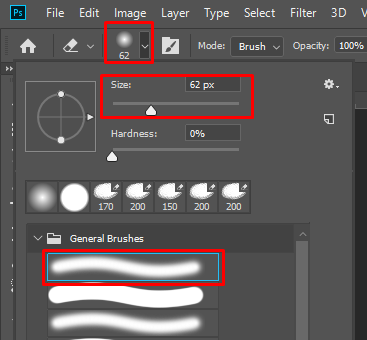 Ps Edit Image Layer Type Select Filter 3D
62 Mode: Brush Opacity: 100%
Size: 62 px
Hardness: 0%
170 200 150 200 200
General Brushes